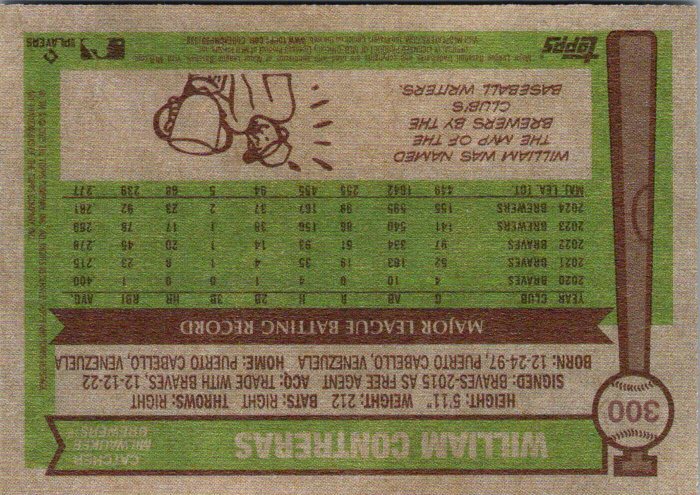 300
WILLIAM CONTRERAS
CATCHER
MILWAUKEE
BREWERS
HEIGHT: 5'11" WEIGHT: 212 BATS: RIGHT THROWS: RIGHT
SIGNED: BRAVES-2015 AS FREE AGENT ACQ: TRADE WITH BRAVES, 12-12-22
BORN: 12-24-97, PUERTO CABELLO, VENEZUELA HOME: PUERTO CABELLO, VENEZUELA
MAJOR LEAGUE BATTING RECORD
YEAR CLUB G AB R H 2B 3B HR RBI AVG.
2020 BRAVES 4 10 0 4 1 0 0 1 .400
2021 BRAVES 52 163 19 35 4 1 8 23 .215
2022 BRAVES 97 334 51 93 14 1 20 45 .278
2023 BREWERS 141 540 86 156 38 1 17 78 .289
2024 BREWERS 155 595 99 167 37 2 23 92 .281
MAJ. LEA. TOT. 449 1642 255 455 94 5 68 239 .277
WILLIAM WAS NAMED
THE MVP OF THE
BREWERS BY THE
CLUB'S
BASEBALL WRITERS.
Topps
PLAYERS